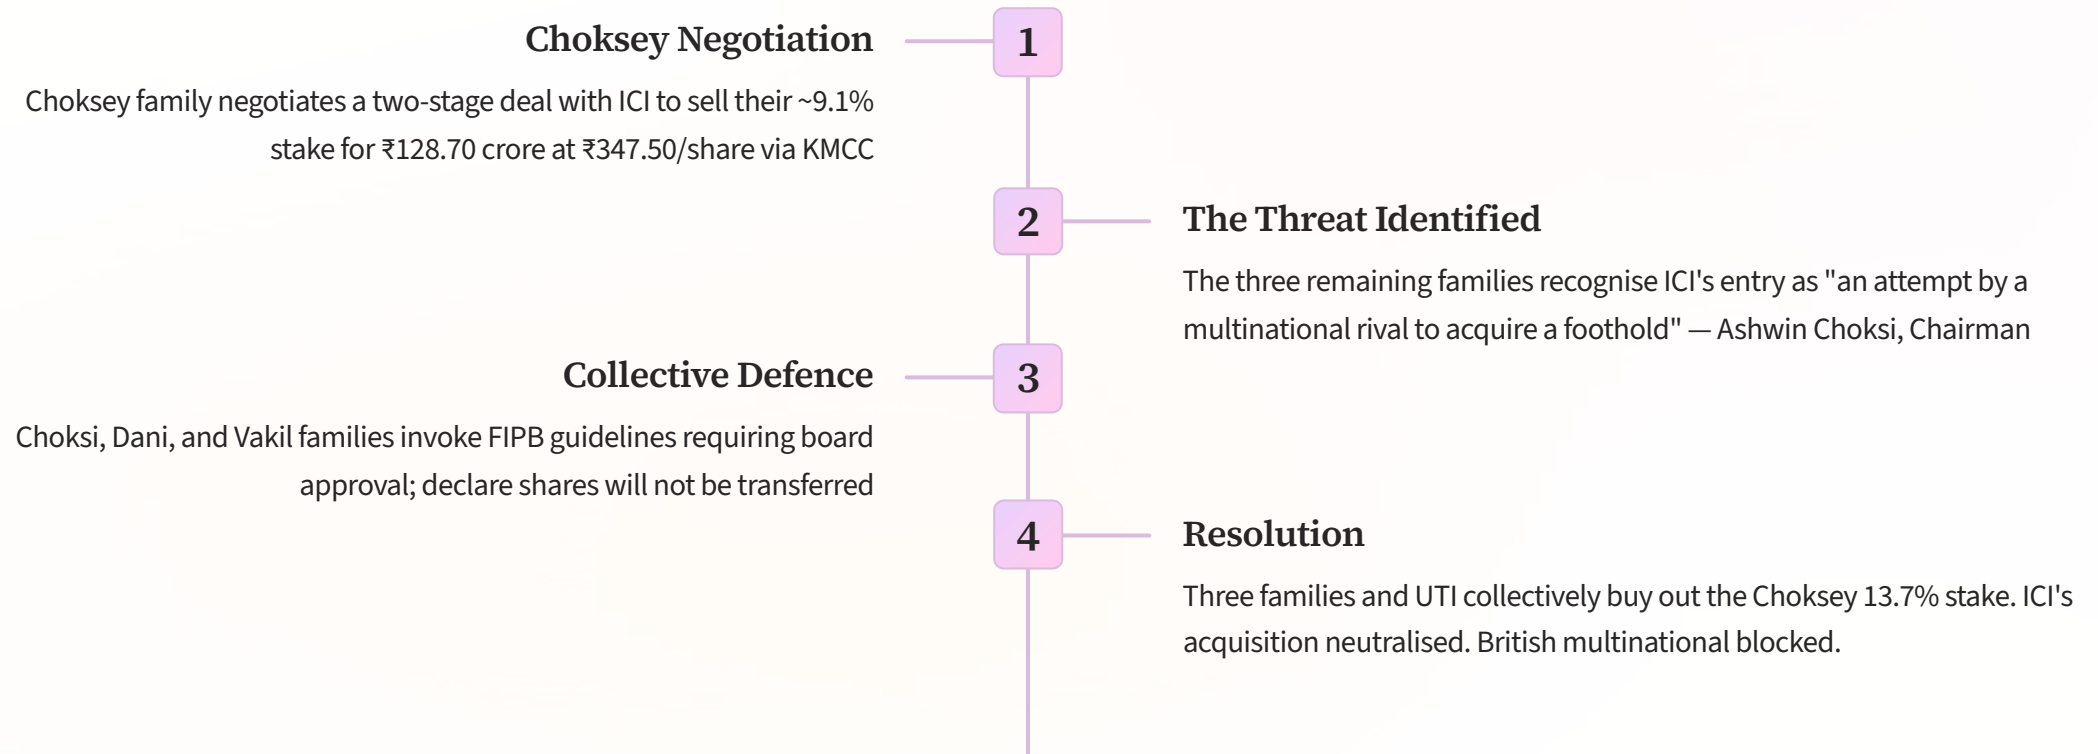 1
Choksey Negotiation
Choksey family negotiates a two-stage deal with ICI to sell their ~9.1%
stake for ₹128.70 crore at ₹347.50/share via KMCC
2
The Threat Identified
The three remaining families recognise ICI's entry as "an attempt by a
multinational rival to acquire a foothold" — Ashwin Choksi, Chairman
3
Collective Defence
Choksi, Dani, and Vakil families invoke FIPB guidelines requiring board
approval; declare shares will not be transferred
4
Resolution
Three families and UTI collectively buy out the Choksey 13.7% stake. ICI's
acquisition neutralised. British multinational blocked.